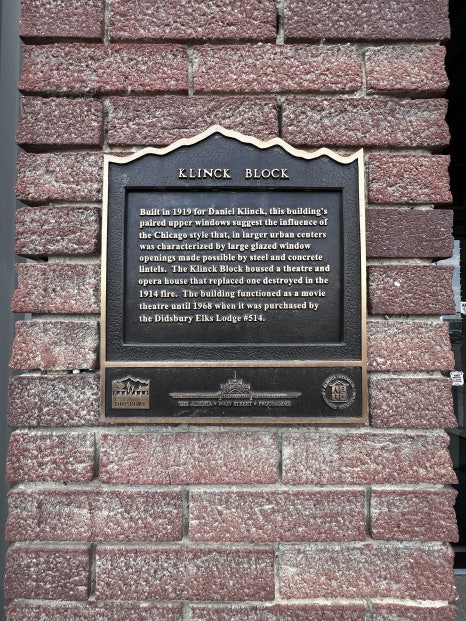 KLINCK BLOCK
Built in 1919 for Daniel Klinck, this building's
paired upper windows suggest the influence of
the Chicago style that, in larger urban centers
was characterized by large glazed window
openings made possible by steel and concrete
lintels. The Klinck Block housed a theatre and
opera house that replaced one destroyed in the
1914 fire. The building functioned as a movie
theatre until 1968 when it was purchased by
the Didsbury Elks Lodge #514.
DIDSBURY
THE ALBERTA MAIN STREET PROGRAMME